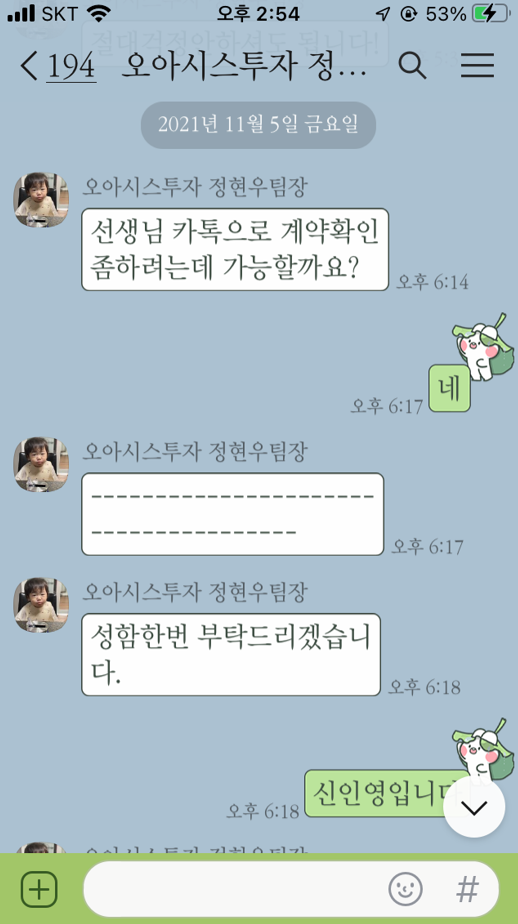 SKT 오후 2:54 53%
절대걱정안하셔도 됩니다!
194 오아시스투자 정...
2021년 11월 5일 금요일
오아시스투자 정현우팀장
선생님 카톡으로 계약확인
좀하려는데 가능할까요?
오후 6:14
네
오후 6:17
오아시스투자 정현우팀장
----------------------
----------------
오후 6:17
오아시스투자 정현우팀장
성함한번 부탁드리겠습니
다.
오후 6:18
신인영입니다
오후 6:18
오아시스투자 정현우팀장
#